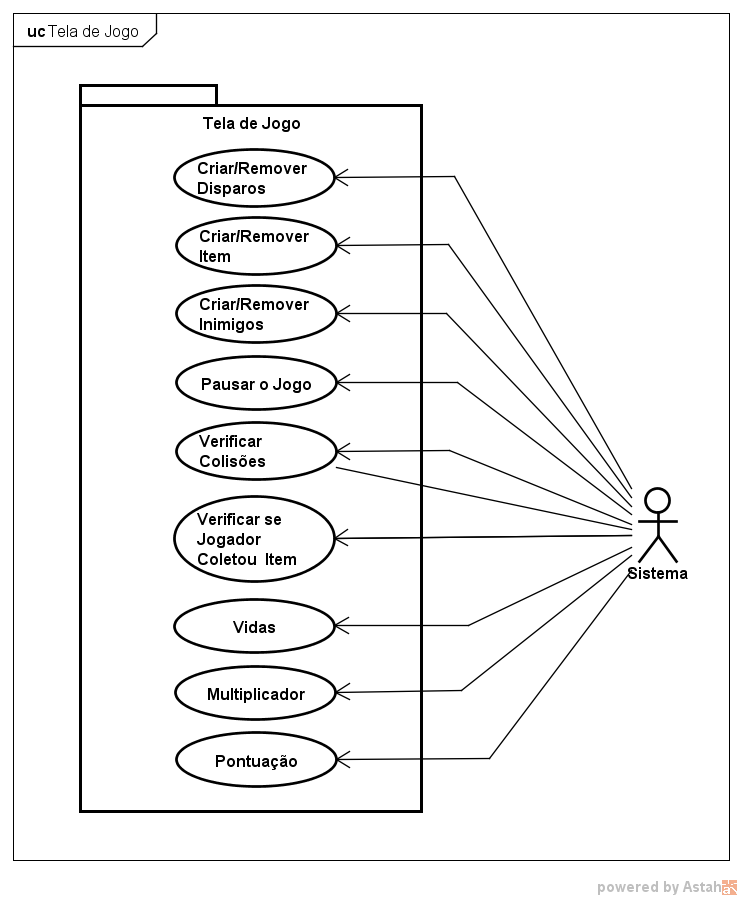 uc Tela de Jogo
Tela de Jogo
Criar/Remover
Disparos
Criar/Remover
Item
Criar/Remover
Inimigos
Pausar o Jogo
Verificar
Colisões
Verificar se
Jogador
Coletou Item
Sistema
Vidas
Multiplicador
Pontuação
powered by Astah